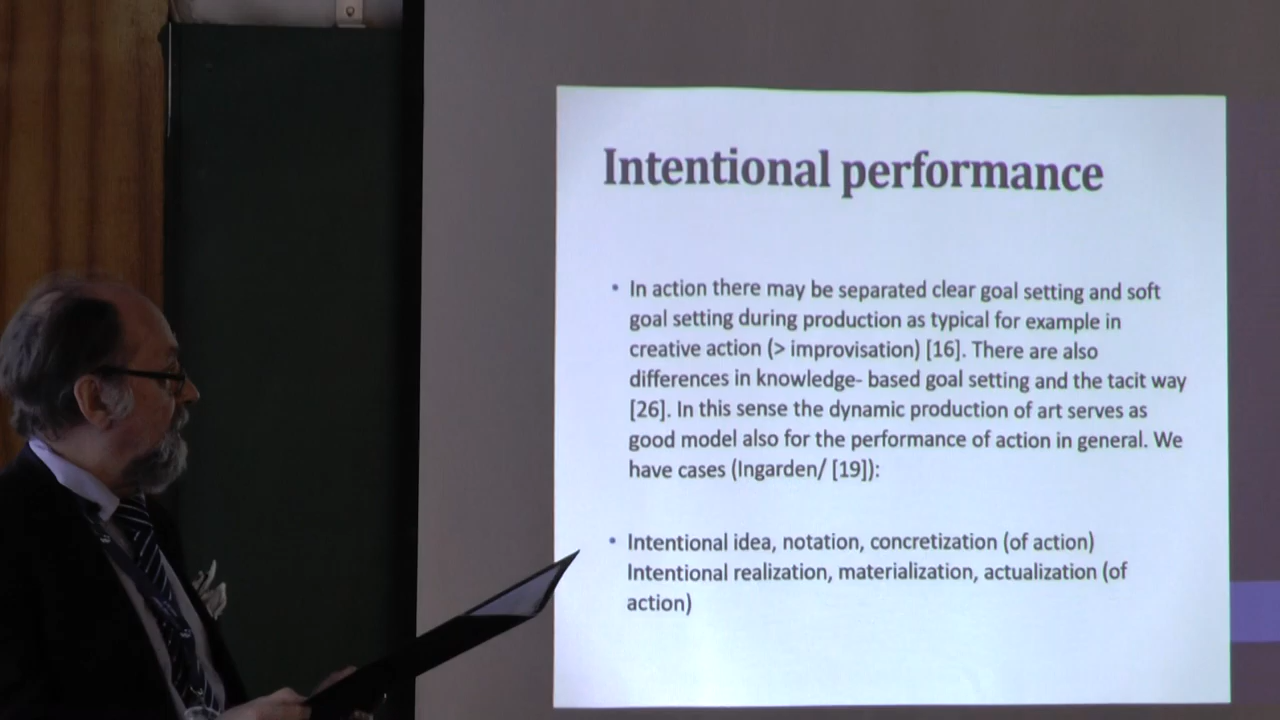 Intentional performance
• In action there may be separated clear goal setting and soft
goal setting during production as typical for example in
creative action (> improvisation) [16]. There are also
differences in knowledge- based goal setting and the tacit way
[26]. In this sense the dynamic production of art serves as
good model also for the performance of action in general. We
have cases (Ingarden/ [19]):
• Intentional idea, notation, concretization (of action)
Intentional realization, materialization, actualization (of
action)